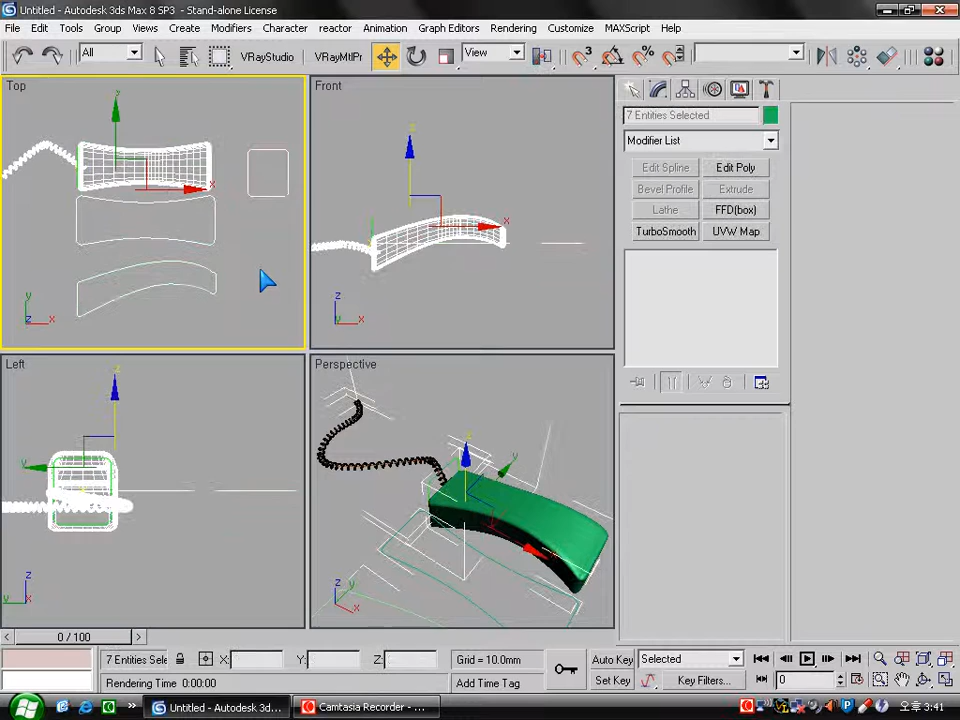 Untitled - Autodesk 3ds Max 8 SP3 - Stand-alone License
File Edit Tools Group Views Create Modifiers Character reactor Animation Graph Editors Rendering Customize MAXScript Help
All VRayStudio VRayMtlPr View
Top
Front
7 Entities Selected
Modifier List
Edit Spline Edit Poly
Bevel Profile Extrude
Lathe FFD(box)
TurboSmooth UVW Map
Left
Perspective
0 / 100
7 Entities Sele X: Y: Z: Grid = 10.0mm Auto Key Selected
Rendering Time 0:00:00 Add Time Tag Set Key Key Filters... 0
Untitled - Autodesk 3d... Camtasia Recorder - ... 오후 3:41